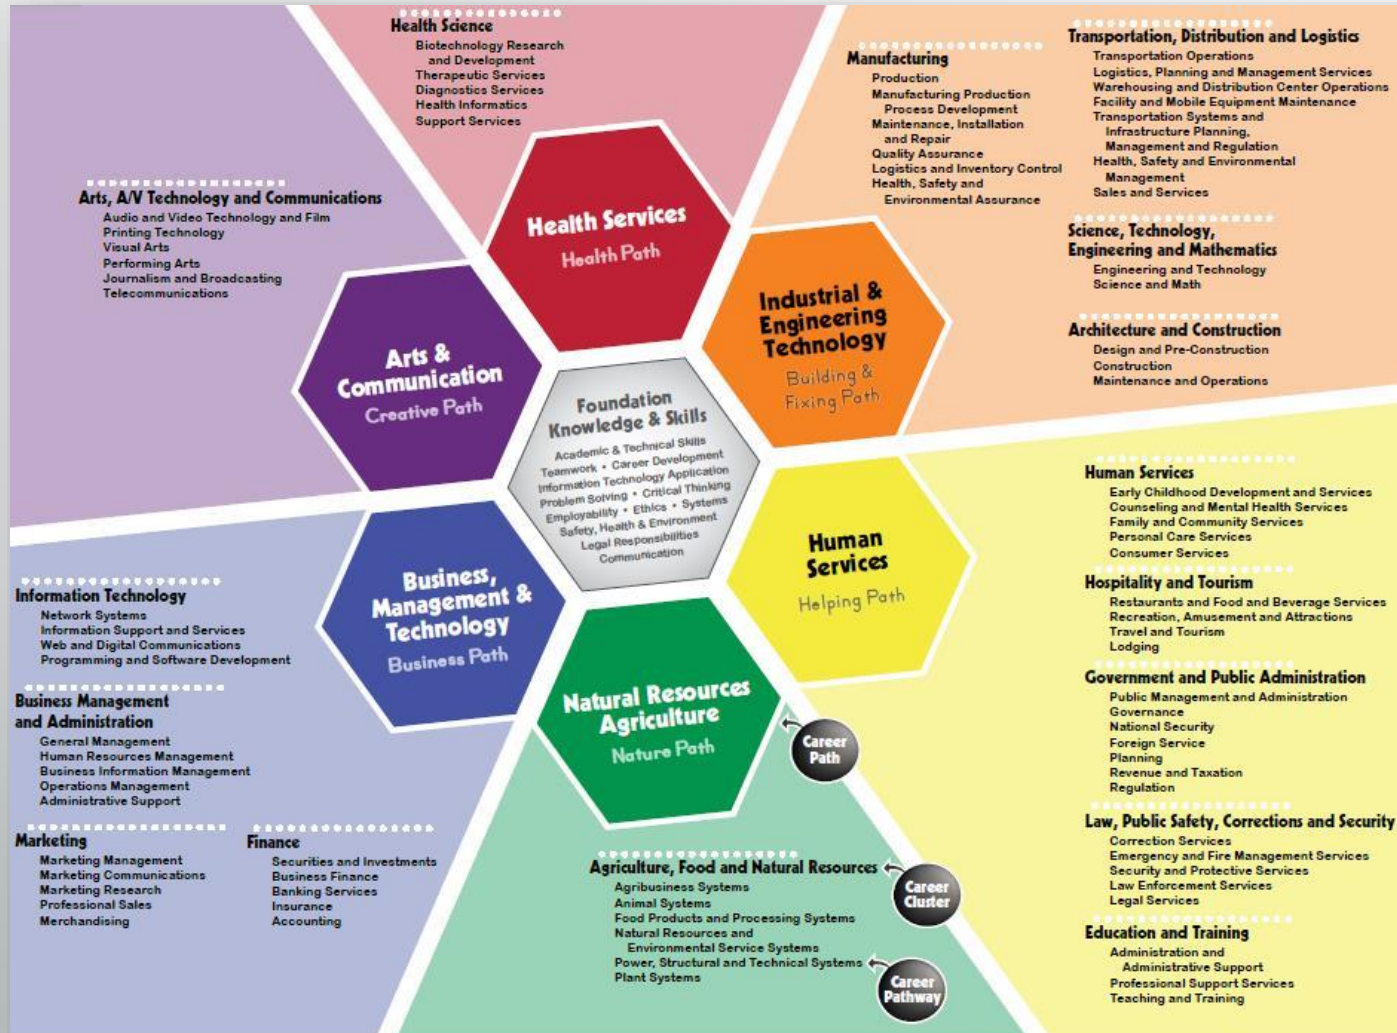 Health Science
Biotechnology Research
and Development
Therapeutic Services
Diagnostics Services
Health Informatics
Support Services
Manufacturing
Production
Manufacturing Production
Process Development
Maintenance, Installation
and Repair
Quality Assurance
Logistics and Inventory Control
Health, Safety and
Environmental Assurance
Transportation, Distribution and Logistics
Transportation Operations
Logistics, Planning and Management Services
Warehousing and Distribution Center Operations
Facility and Mobile Equipment Maintenance
Transportation Systems and
Infrastructure Planning,
Management and Regulation
Health, Safety and Environmental
Management
Sales and Services
Science, Technology,
Engineering and Mathematics
Engineering and Technology
Science and Math
Architecture and Construction
Design and Pre-Construction
Construction
Maintenance and Operations
Arts, A/V Technology and Communications
Audio and Video Technology and Film
Printing Technology
Visual Arts
Performing Arts
Journalism and Broadcasting
Telecommunications
Health Services
Health Path
Industrial &
Engineering
Technology
Building &
Fixing Path
Arts &
Communication
Creative Path
Foundation
Knowledge & Skills
Academic & Technical Skills
Teamwork • Career Development
Information Technology Application
Problem Solving • Critical Thinking
Employability • Ethics • Systems
Safety, Health & Environment
Legal Responsibilities
Communication
Human
Services
Helping Path
Business,
Management &
Technology
Business Path
Natural Resources
Agriculture
Nature Path
Career
Path
Information Technology
Network Systems
Information Support and Services
Web and Digital Communications
Programming and Software Development
Business Management
and Administration
General Management
Human Resources Management
Business Information Management
Operations Management
Administrative Support
Marketing
Marketing Management
Marketing Communications
Marketing Research
Professional Sales
Merchandising
Finance
Securities and Investments
Business Finance
Banking Services
Insurance
Accounting
Agriculture, Food and Natural Resources
Agribusiness Systems
Animal Systems
Food Products and Processing Systems
Natural Resources and
Environmental Service Systems
Power, Structural and Technical Systems
Plant Systems
Career
Cluster
Career
Pathway
Human Services
Early Childhood Development and Services
Counseling and Mental Health Services
Family and Community Services
Personal Care Services
Consumer Services
Hospitality and Tourism
Restaurants and Food and Beverage Services
Recreation, Amusement and Attractions
Travel and Tourism
Lodging
Government and Public Administration
Public Management and Administration
Governance
National Security
Foreign Service
Planning
Revenue and Taxation
Regulation
Law, Public Safety, Corrections and Security
Correction Services
Emergency and Fire Management Services
Security and Protective Services
Law Enforcement Services
Legal Services
Education and Training
Administration and
Administrative Support
Professional Support Services
Teaching and Training